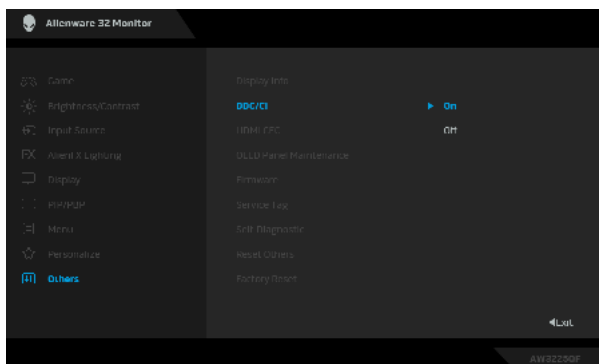 Alienware 32 Monitor
Game
Brightness/Contrast
Input Source
AlienFX Lighting
Display
PIP/PBP
Menu
Personalize
Others
Display Info
DDC/CI
On
Off
HDMI CEC
OLED Panel Maintenance
Firmware
Service Tag
Self-Diagnostic
Reset Others
Factory Reset
Exit
AW3225QF